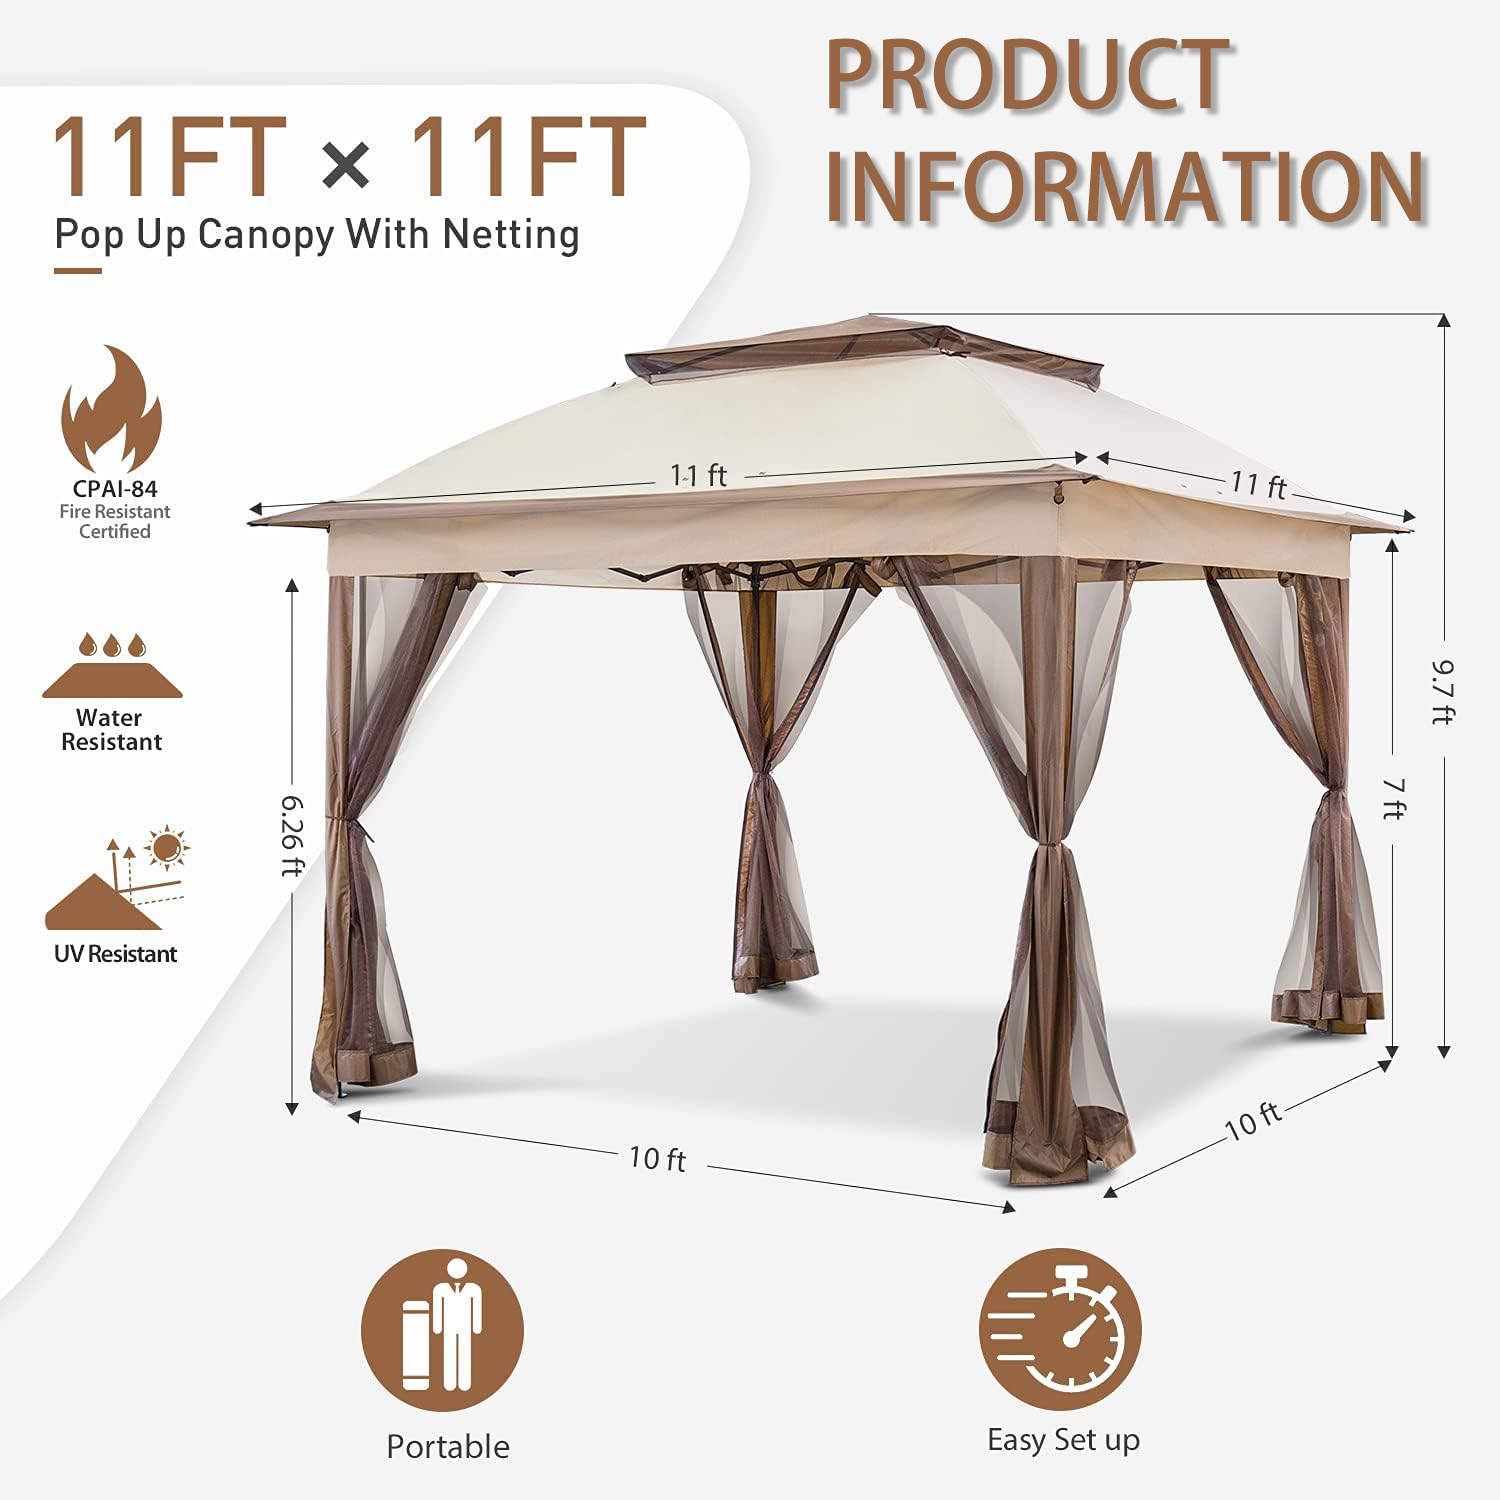 PRODUCT
INFORMATION
11FT × 11FT
Pop Up Canopy With Netting
CPAI-84
Fire Resistant
Certified
Water
Resistant
UV Resistant
11 ft
11 ft
6.26 ft
9.7 ft
7 ft
10 ft
10 ft
Portable
Easy Set up